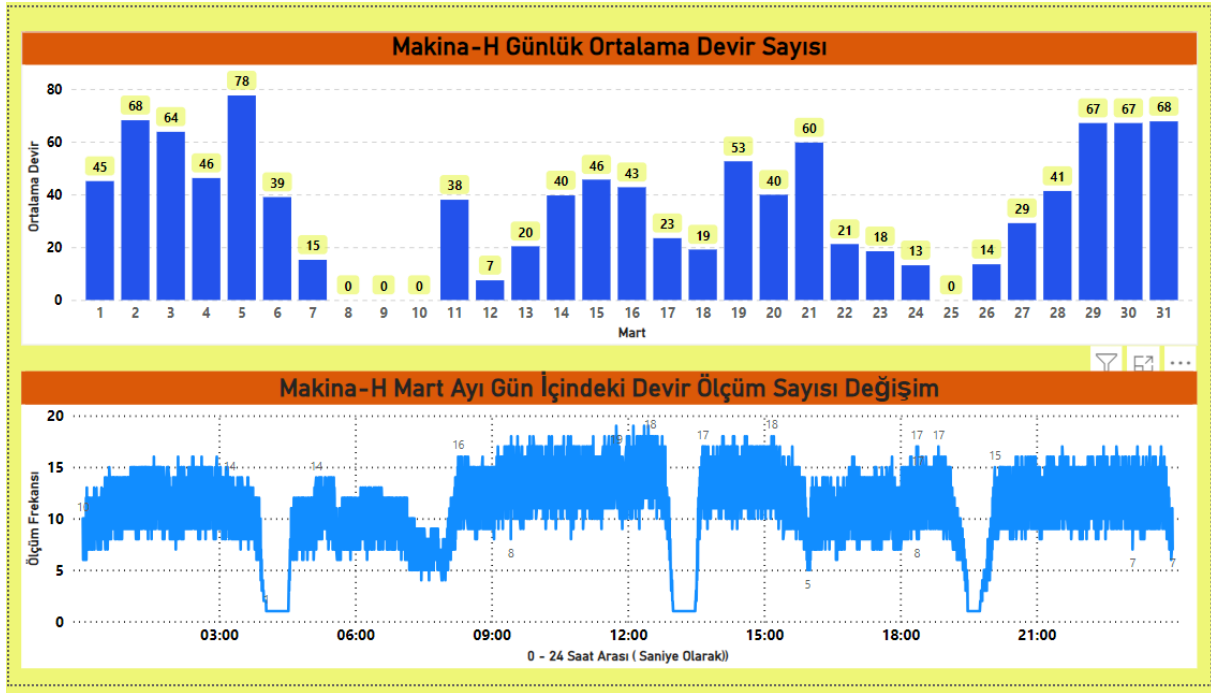 Makina-H Günlük Ortalama Devir Sayısı
80
60
40
20
0
Ortalama Devir
45 68 64 46 78 39 15 0 0 0 38 7 20 40 46 43 23 19 53 40 60 21 18 13 0 14 29 41 67 67 68
1 2 3 4 5 6 7 8 9 10 11 12 13 14 15 16 17 18 19 20 21 22 23 24 25 26 27 28 29 30 31
Mart
Makina-H Mart Ayı Gün İçindeki Devir Ölçüm Sayısı Değişim
20
15
10
5
0
Ölçüm Frekansı
10 14 1 14 16 8 19 18 17 18 5 17 8 17 15 7 7
03:00 06:00 09:00 12:00 15:00 18:00 21:00
0 - 24 Saat Arası ( Saniye Olarak))